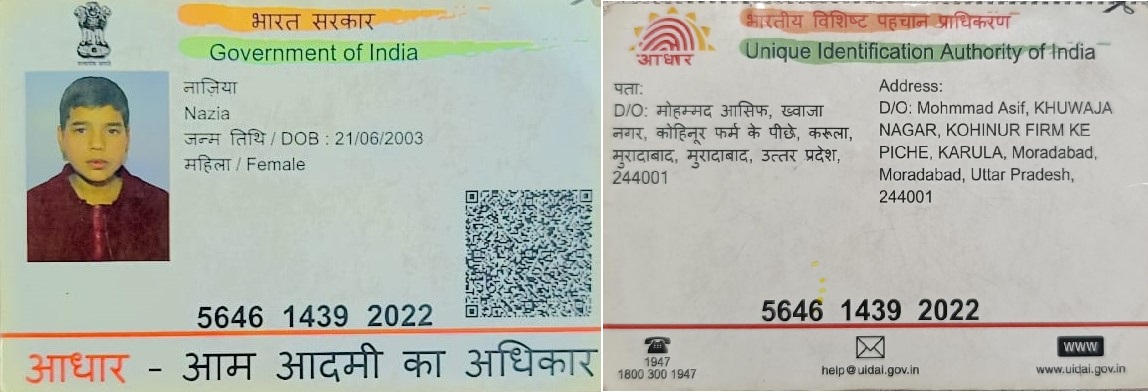 भारत सरकार
Government of India
नाज़िया
Nazia
जन्म तिथि / DOB : 21/06/2003
महिला / Female
5646 1439 2022
आधार - आम आदमी का अधिकार
भारतीय विशिष्ट पहचान प्राधिकरण
Unique Identification Authority of India
आधार
पता:
D/O: मोहम्मद आसिफ, ख्वाजा
नगर, कोहिनूर फर्म के पीछे, करूला,
मुरादाबाद, मुरादाबाद, उत्तर प्रदेश,
244001
Address:
D/O: Mohmmad Asif, KHUWAJA
NAGAR, KOHINUR FIRM KE
PICHE, KARULA, Moradabad,
Moradabad, Uttar Pradesh,
244001
5646 1439 2022
1947
1800 300 1947
help@uidai.gov.in
WWW
www.uidai.gov.in